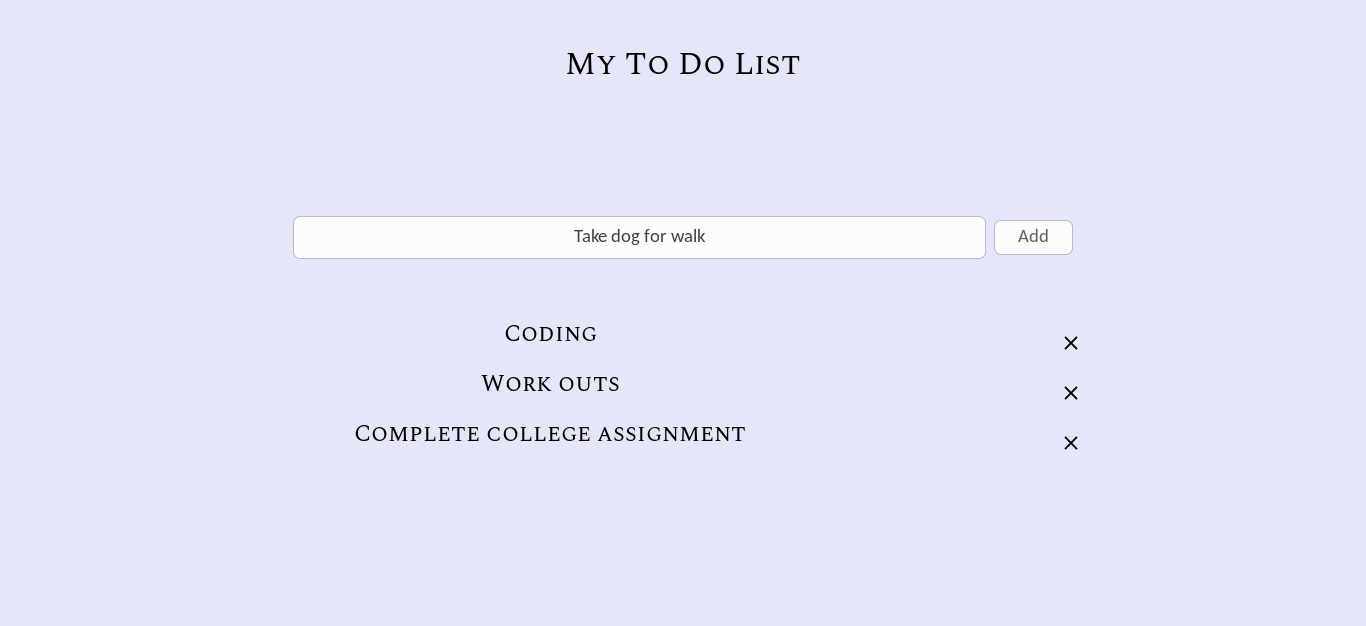 My To Do List
Take dog for walk
Add
Coding
×
Work outs
×
Complete college assignment
×